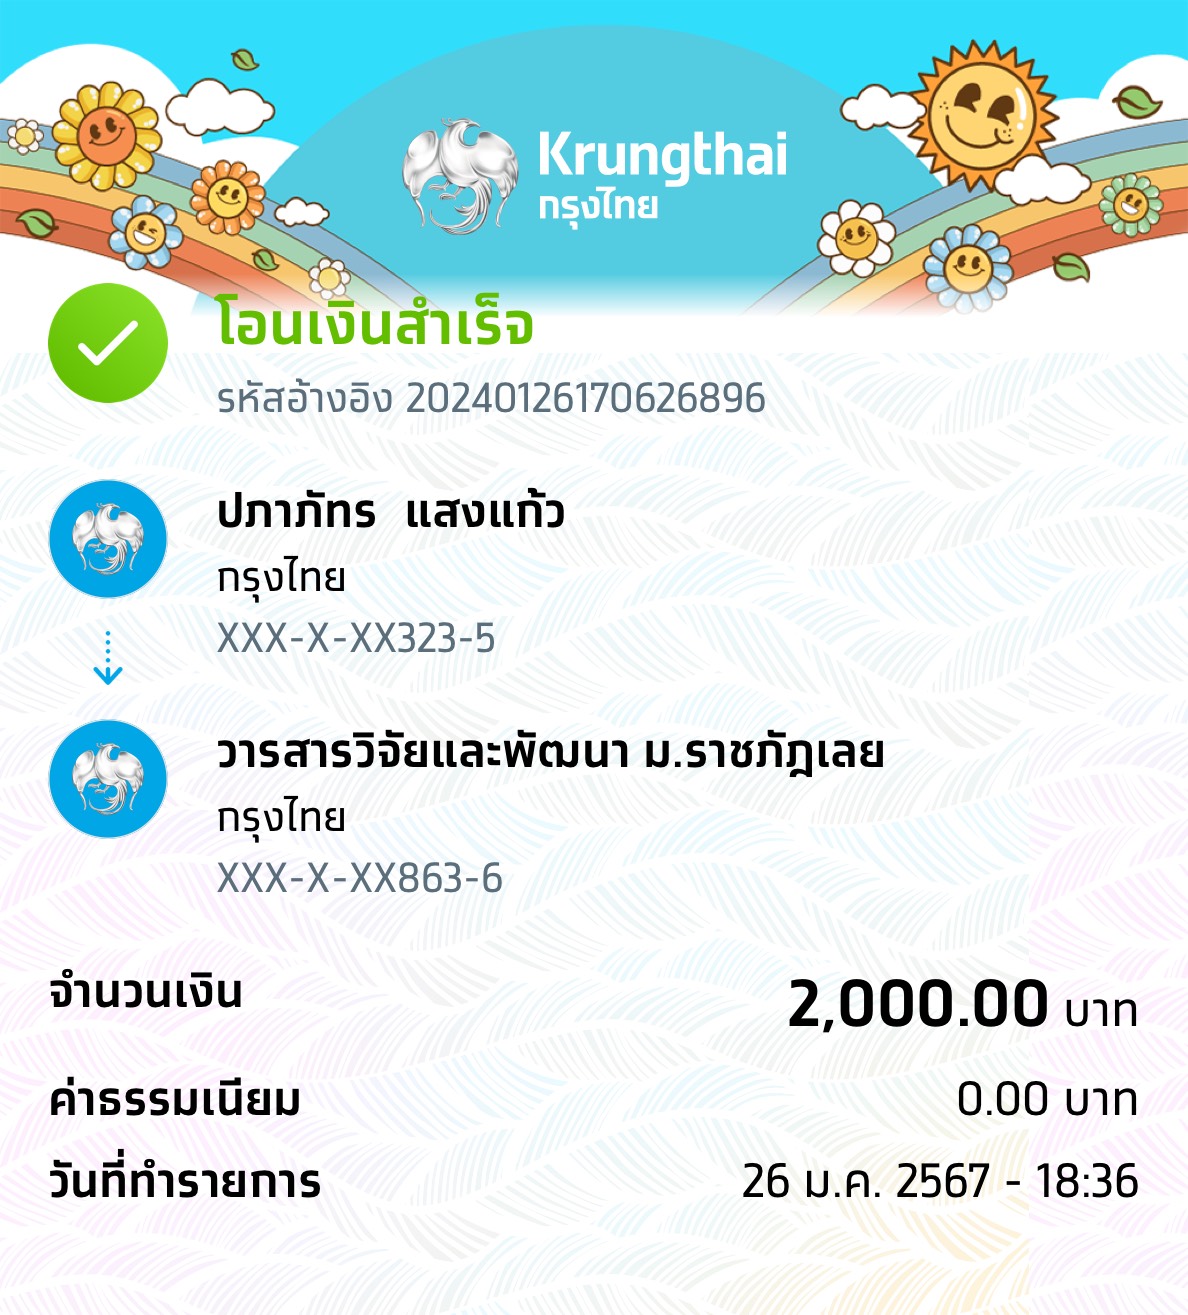 Krungthai
กรุงไทย
โอนเงินสำเร็จ
รหัสอ้างอิง 20240126170626896
ปภาภัทร แสงแก้ว
กรุงไทย
XXX-X-XX323-5
วารสารวิจัยและพัฒนา ม.ราชภัฎเลย
กรุงไทย
XXX-X-XX863-6
จำนวนเงิน 2,000.00 บาท
ค่าธรรมเนียม 0.00 บาท
วันที่ทำรายการ 26 ม.ค. 2567 - 18:36